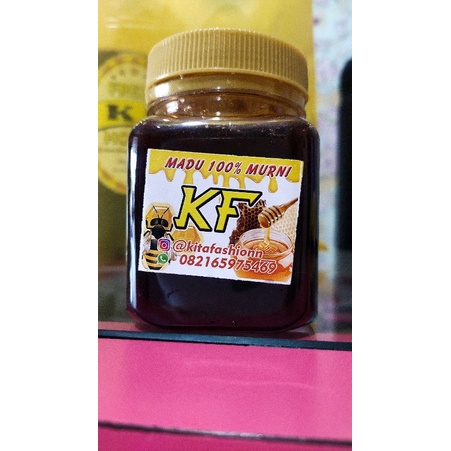 MADU 100% MURNI
KF
@kitafashionn
082165975469
K